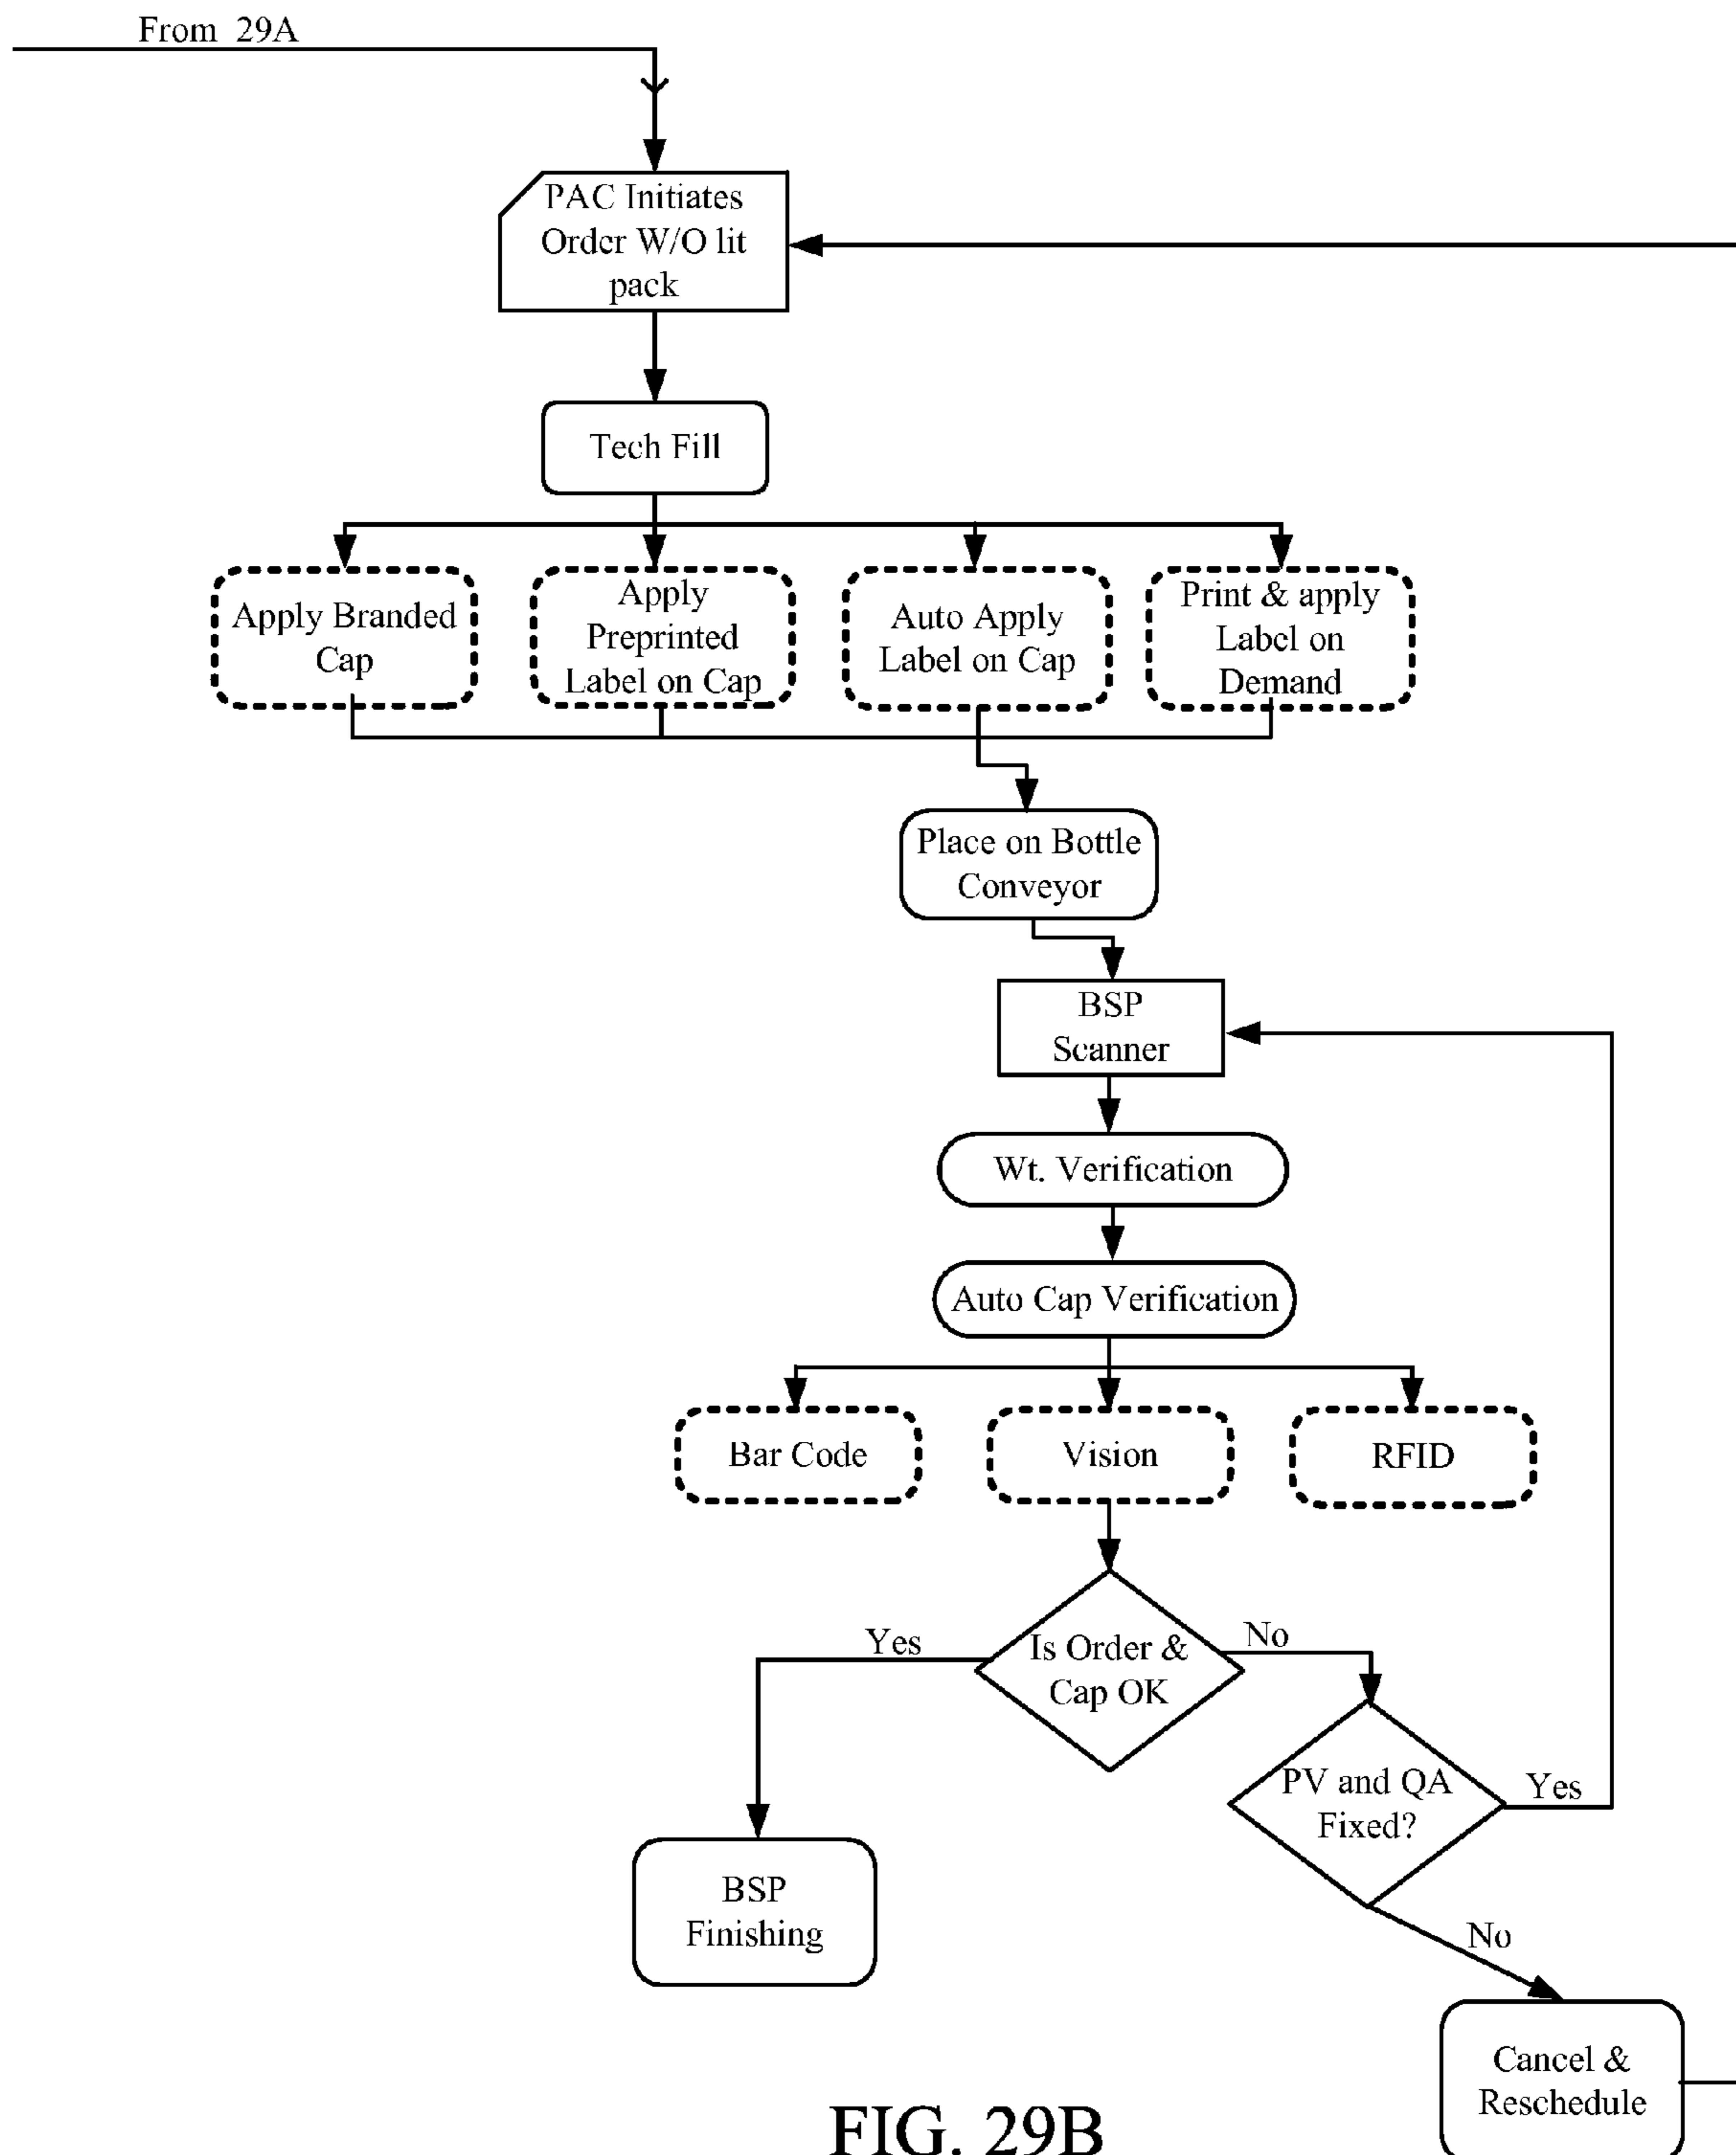 From 29A
PAC Initiates
Order W/O lit
pack
Tech Fill
Apply Branded
Cap
Apply
Preprinted
Label on Cap
Auto Apply
Label on Cap
Print & apply
Label on
Demand
Place on Bottle
Conveyor
BSP
Scanner
Wt. Verification
Auto Cap Verification
Bar Code
Vision
RFID
Yes
Is Order &
Cap OK
No
PV and QA
Fixed?
Yes
BSP
Finishing
No
Cancel &
Reschedule
FIG. 29B